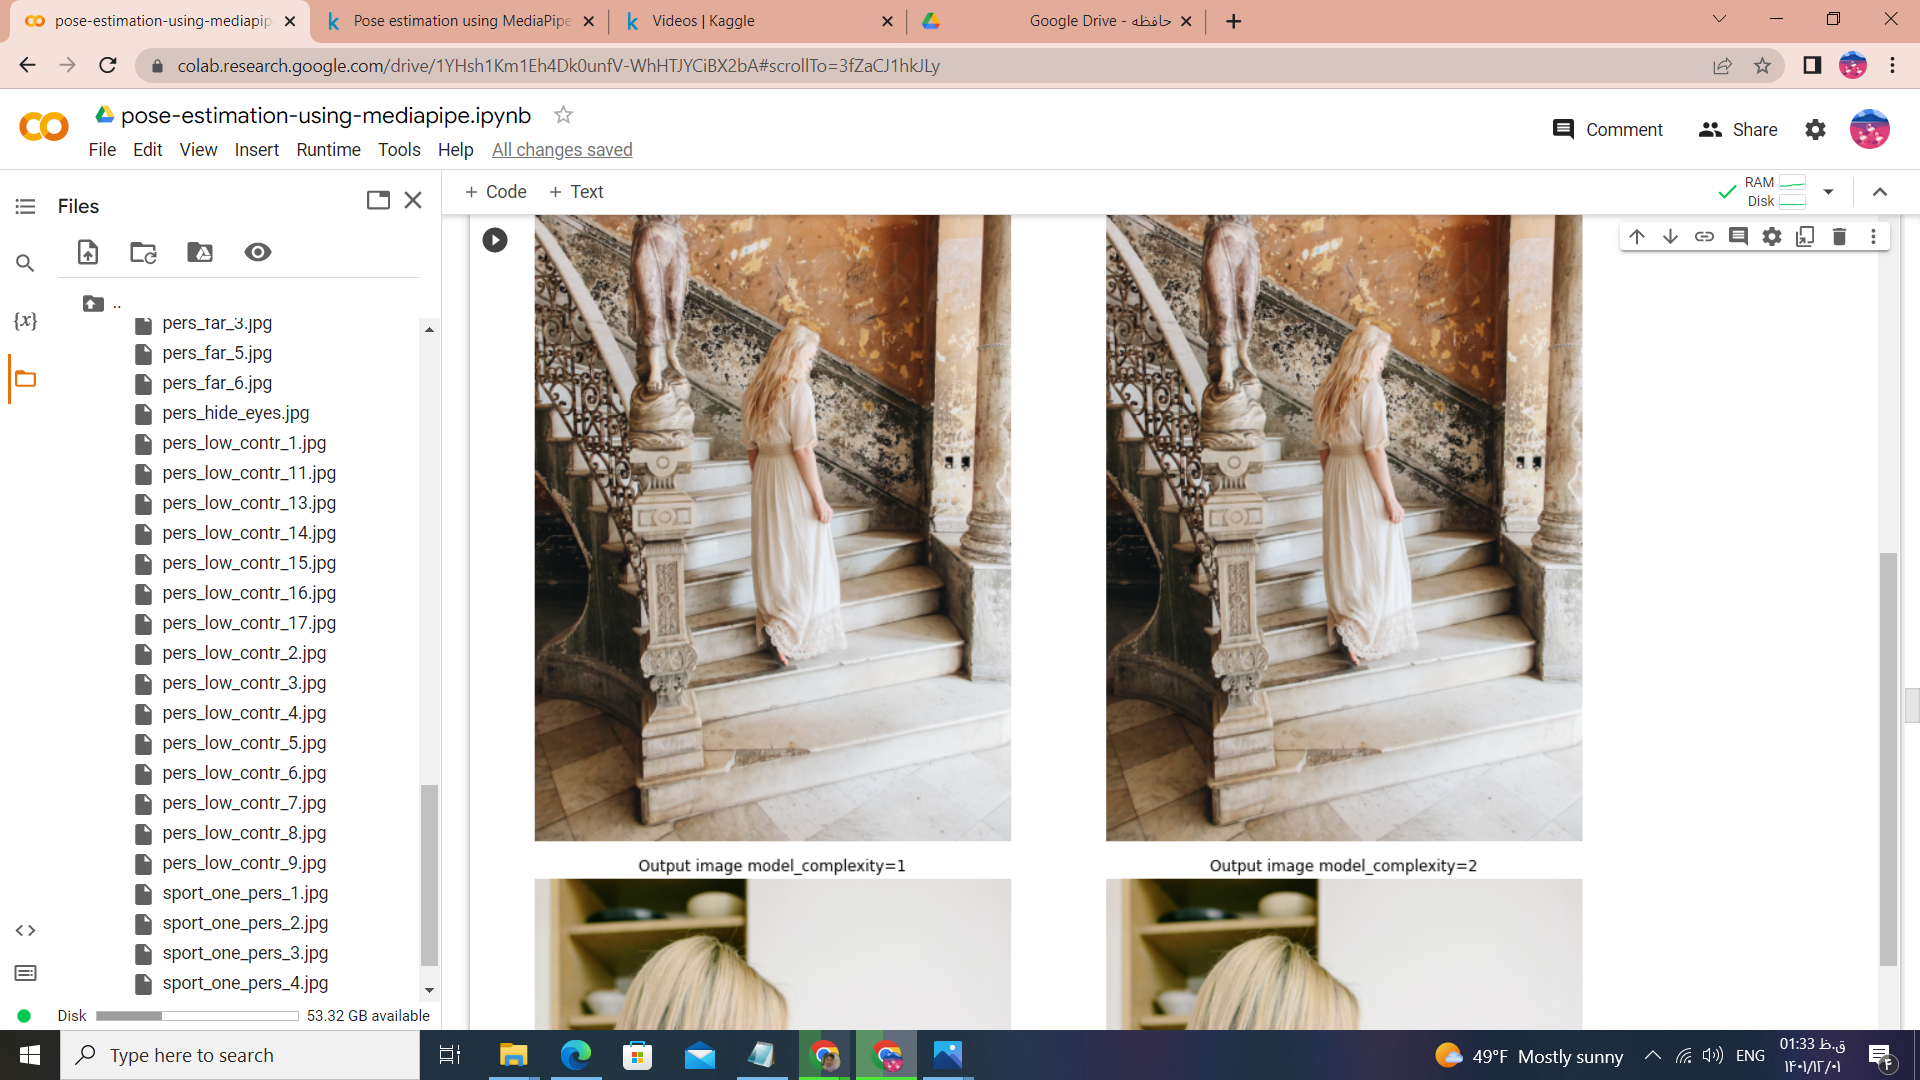 pose-estimation-using-mediapip
Pose estimation using MediaPipe
Videos | Kaggle
Google Drive - حافظه
colab.research.google.com/drive/1YHsh1Km1Eh4Dk0unfV-WhHTJYCiBX2bA#scrollTo=3fZaCJ1hkJLy
pose-estimation-using-mediapipe.ipynb
Comment
Share
File Edit View Insert Runtime Tools Help All changes saved
Files
+ Code + Text
RAM
Disk
..
{x}
pers_far_3.jpg
pers_far_5.jpg
pers_far_6.jpg
pers_hide_eyes.jpg
pers_low_contr_1.jpg
pers_low_contr_11.jpg
pers_low_contr_13.jpg
pers_low_contr_14.jpg
pers_low_contr_15.jpg
pers_low_contr_16.jpg
pers_low_contr_17.jpg
pers_low_contr_2.jpg
pers_low_contr_3.jpg
pers_low_contr_4.jpg
pers_low_contr_5.jpg
pers_low_contr_6.jpg
pers_low_contr_7.jpg
pers_low_contr_8.jpg
pers_low_contr_9.jpg
sport_one_pers_1.jpg
sport_one_pers_2.jpg
sport_one_pers_3.jpg
sport_one_pers_4.jpg
Output image model_complexity=1
Output image model_complexity=2
Disk
53.32 GB available
Type here to search
49°F Mostly sunny
ENG
01:33 ق.ظ
۱۴۰۱/۱۲/۰۱
۴